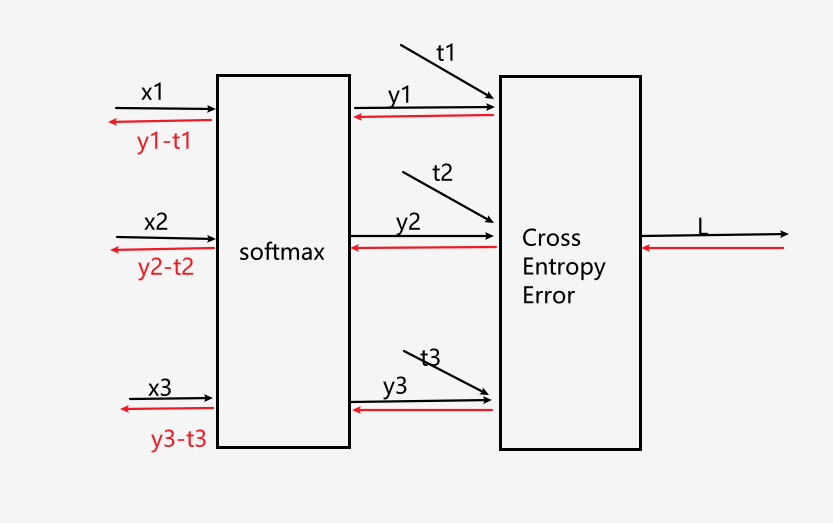 t1
x1
y1
y1-t1
t2
x2
y2
L
y2-t2
softmax
Cross
Entropy
Error
t3
x3
y3
y3-t3